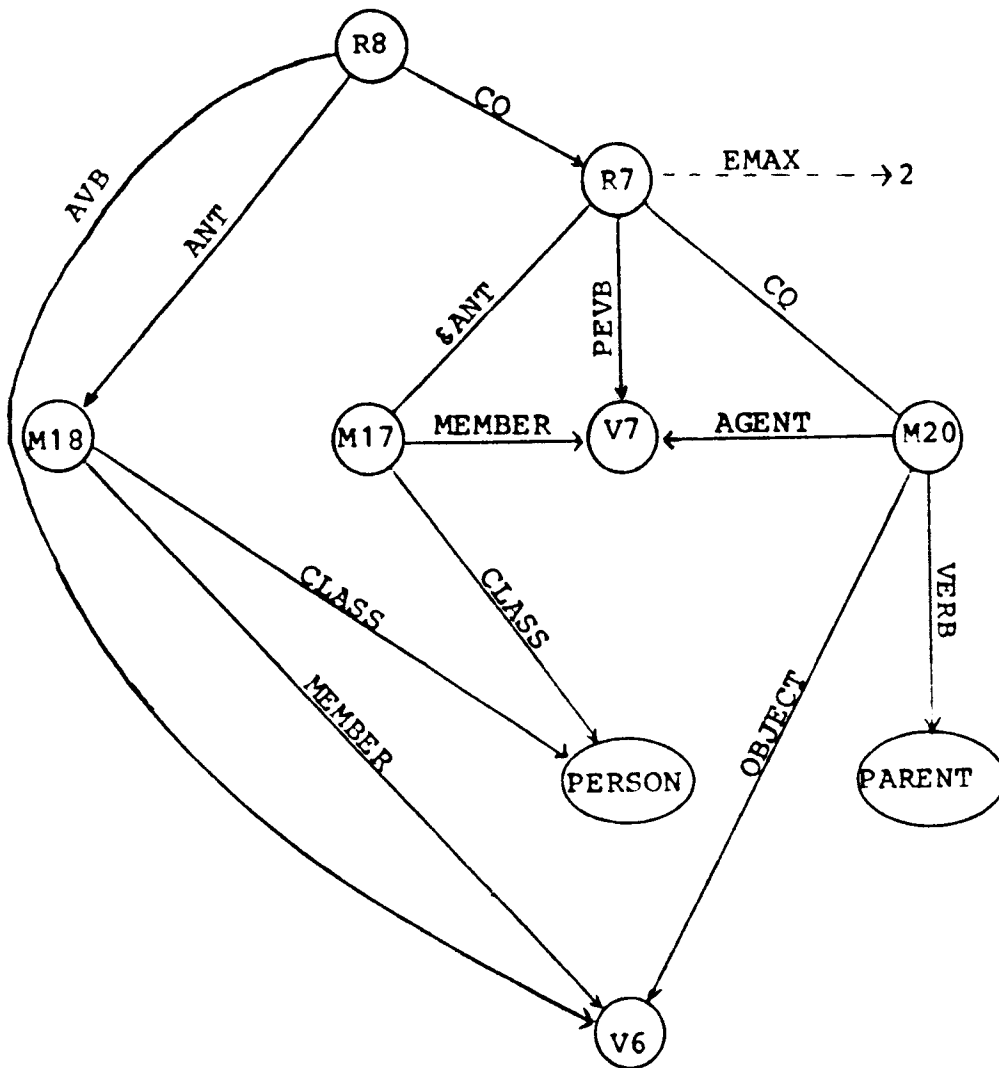 R8
CQ
R7
EMAX
2
AVB
ANT
&ANT
PEVB
CQ
M18
M17
MEMBER
V7
AGENT
M20
CLASS
CLASS
VERB
MEMBER
OBJECT
PERSON
PARENT
V6